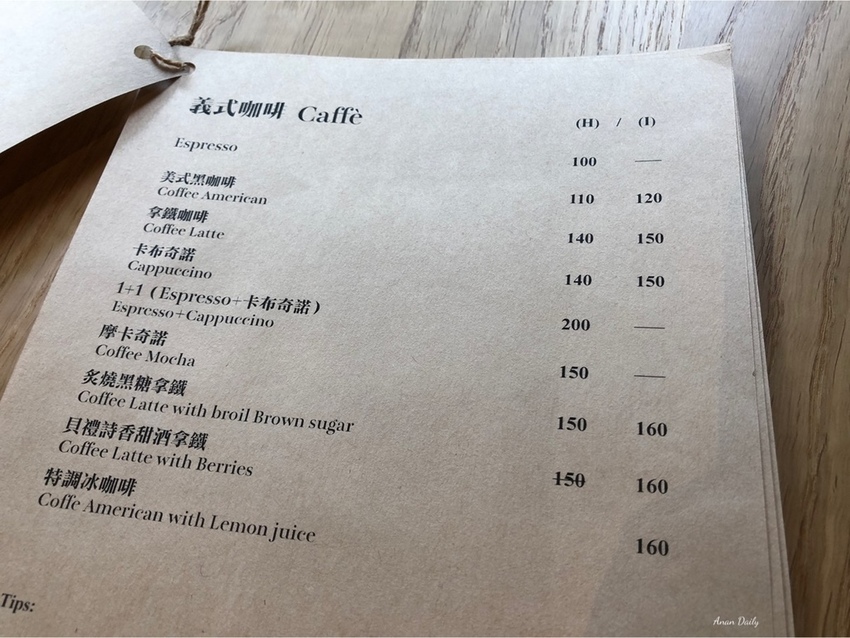 義式咖啡 Caffè (H) / (I)
Espresso 100 —
美式黑咖啡
Coffee American 110 120
拿鐵咖啡
Coffee Latte 140 150
卡布奇諾
Cappuccino 140 150
1+1 (Espresso+卡布奇諾)
Espresso+Cappuccino 200 —
摩卡奇諾
Coffee Mocha 150 —
炙燒黑糖拿鐵
Coffee Latte with broil Brown sugar 150 160
貝禮詩香甜酒拿鐵
Coffee Latte with Berries 150 160
特調冰咖啡
Coffe American with Lemon juice 160
Tips:
Anan Daily